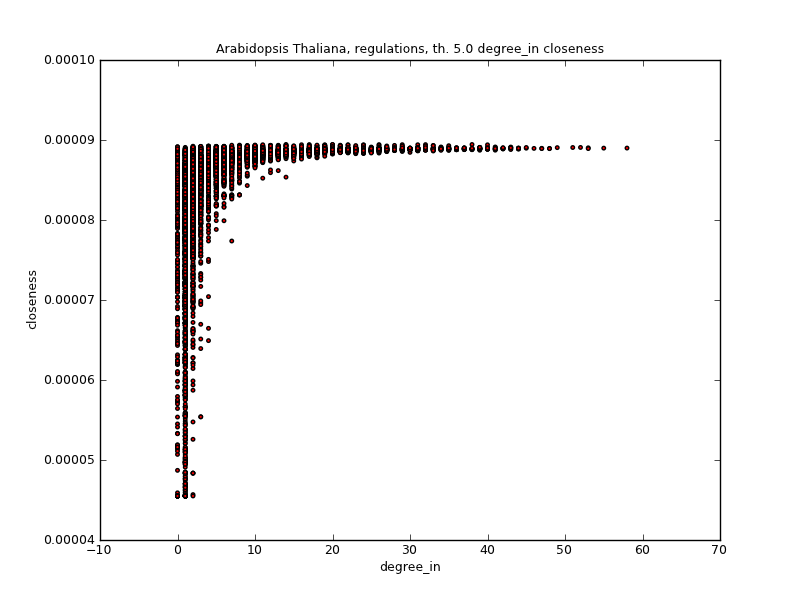 Arabidopsis Thaliana, regulations, th. 5.0 degree_in closeness
0.00010
0.00009
0.00008
0.00007
0.00006
0.00005
0.00004
closeness
−10 0 10 20 30 40 50 60 70
degree_in